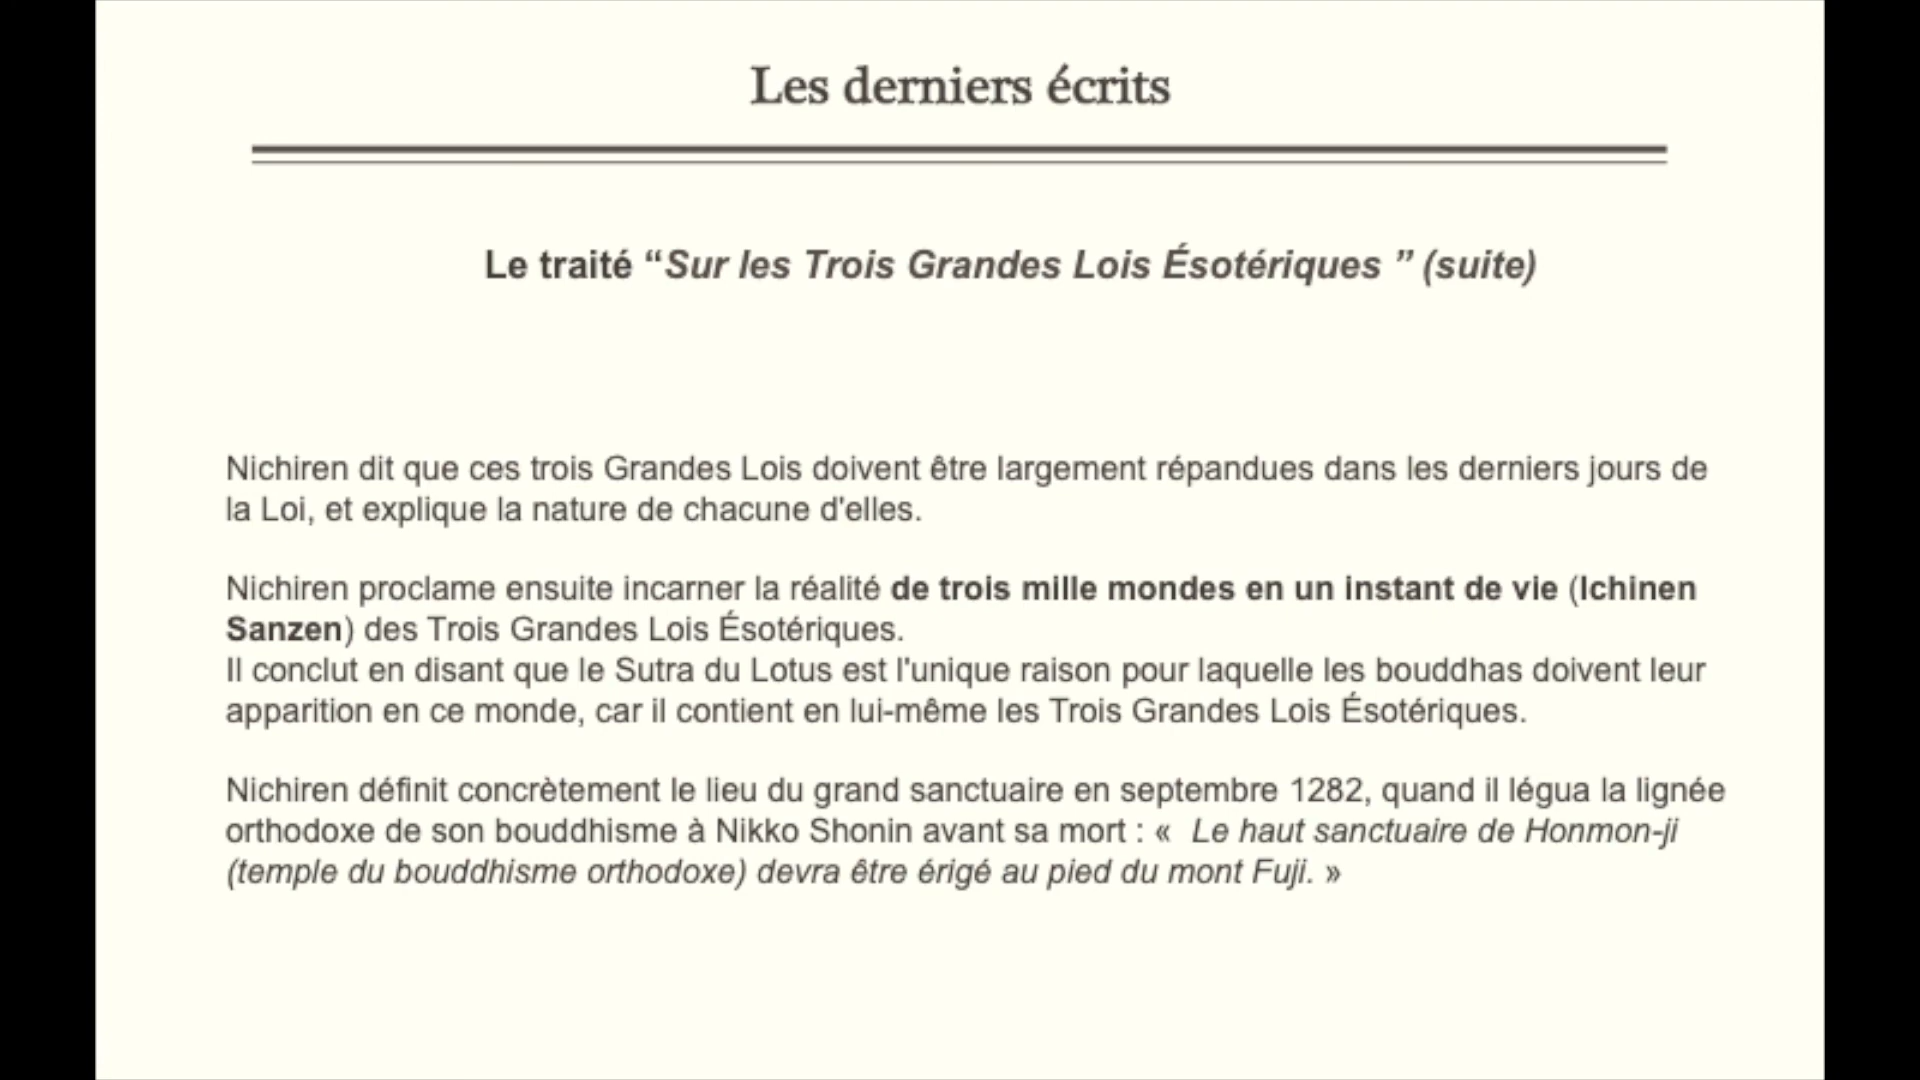 Les derniers écrits
Le traité “Sur les Trois Grandes Lois Ésotériques ” (suite)
Nichiren dit que ces trois Grandes Lois doivent être largement répandues dans les derniers jours de
la Loi, et explique la nature de chacune d'elles.
Nichiren proclame ensuite incarner la réalité de trois mille mondes en un instant de vie (Ichinen
Sanzen) des Trois Grandes Lois Ésotériques.
Il conclut en disant que le Sutra du Lotus est l'unique raison pour laquelle les bouddhas doivent leur
apparition en ce monde, car il contient en lui-même les Trois Grandes Lois Ésotériques.
Nichiren définit concrètement le lieu du grand sanctuaire en septembre 1282, quand il légua la lignée
orthodoxe de son bouddhisme à Nikko Shonin avant sa mort : « Le haut sanctuaire de Honmon-ji
(temple du bouddhisme orthodoxe) devra être érigé au pied du mont Fuji. »